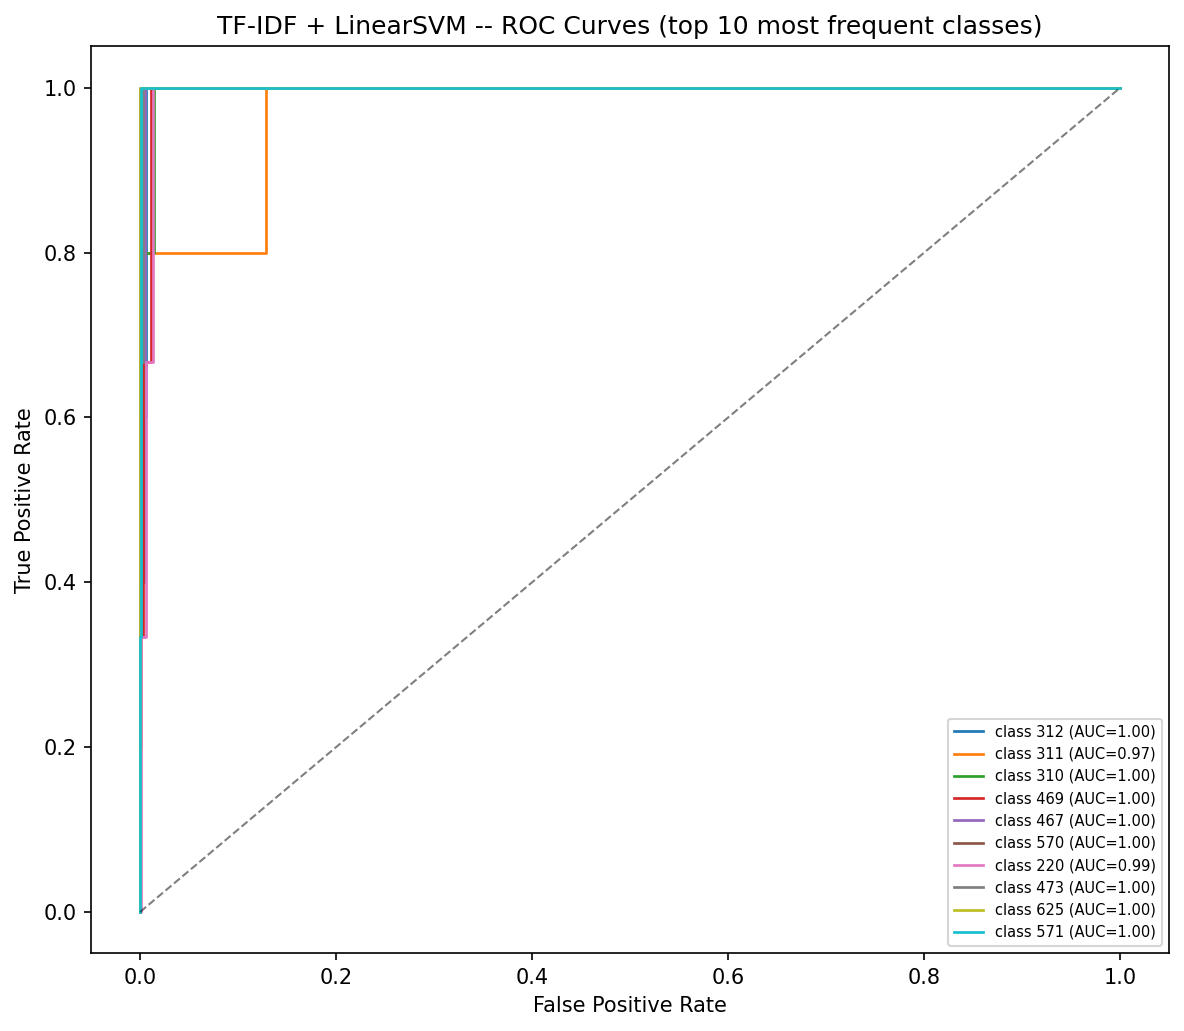 TF-IDF + LinearSVM -- ROC Curves (top 10 most frequent classes)
True Positive Rate
1.0
0.8
0.6
0.4
0.2
0.0
0.0 0.2 0.4 0.6 0.8 1.0
False Positive Rate
class 312 (AUC=1.00)
class 311 (AUC=0.97)
class 310 (AUC=1.00)
class 469 (AUC=1.00)
class 467 (AUC=1.00)
class 570 (AUC=1.00)
class 220 (AUC=0.99)
class 473 (AUC=1.00)
class 625 (AUC=1.00)
class 571 (AUC=1.00)